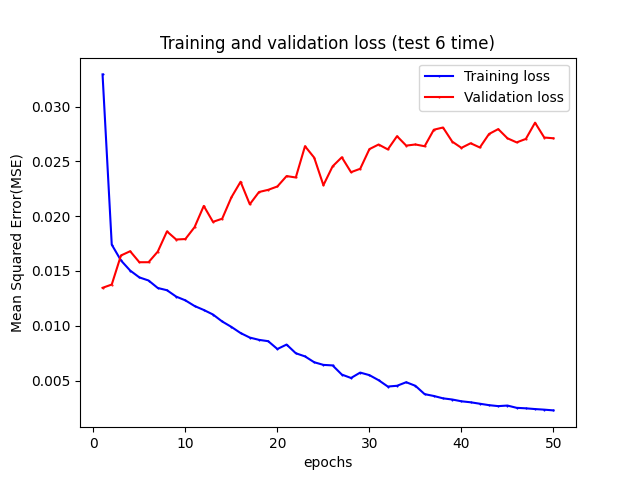 Training and validation loss (test 6 time)
Training loss
Validation loss
0.030
0.025
0.020
0.015
0.010
0.005
Mean Squared Error(MSE)
0
10
20
30
40
50
epochs